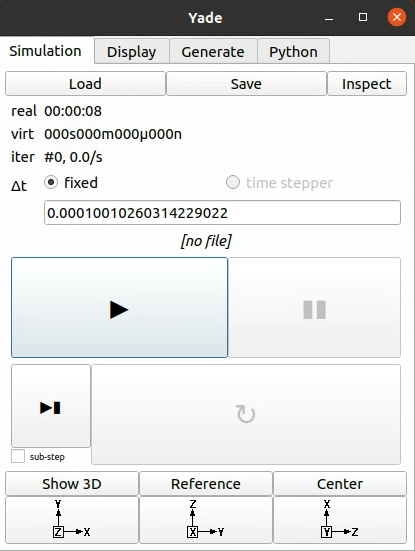 Yade
Simulation Display Generate Python
Load Save Inspect
real 00:00:08
virt 000s000m000μ000n
iter #0, 0.0/s
Δt fixed time stepper
0.00010010260314229022
[no file]
sub-step
Show 3D Reference Center
Y Z X
Z X X Y Y Z